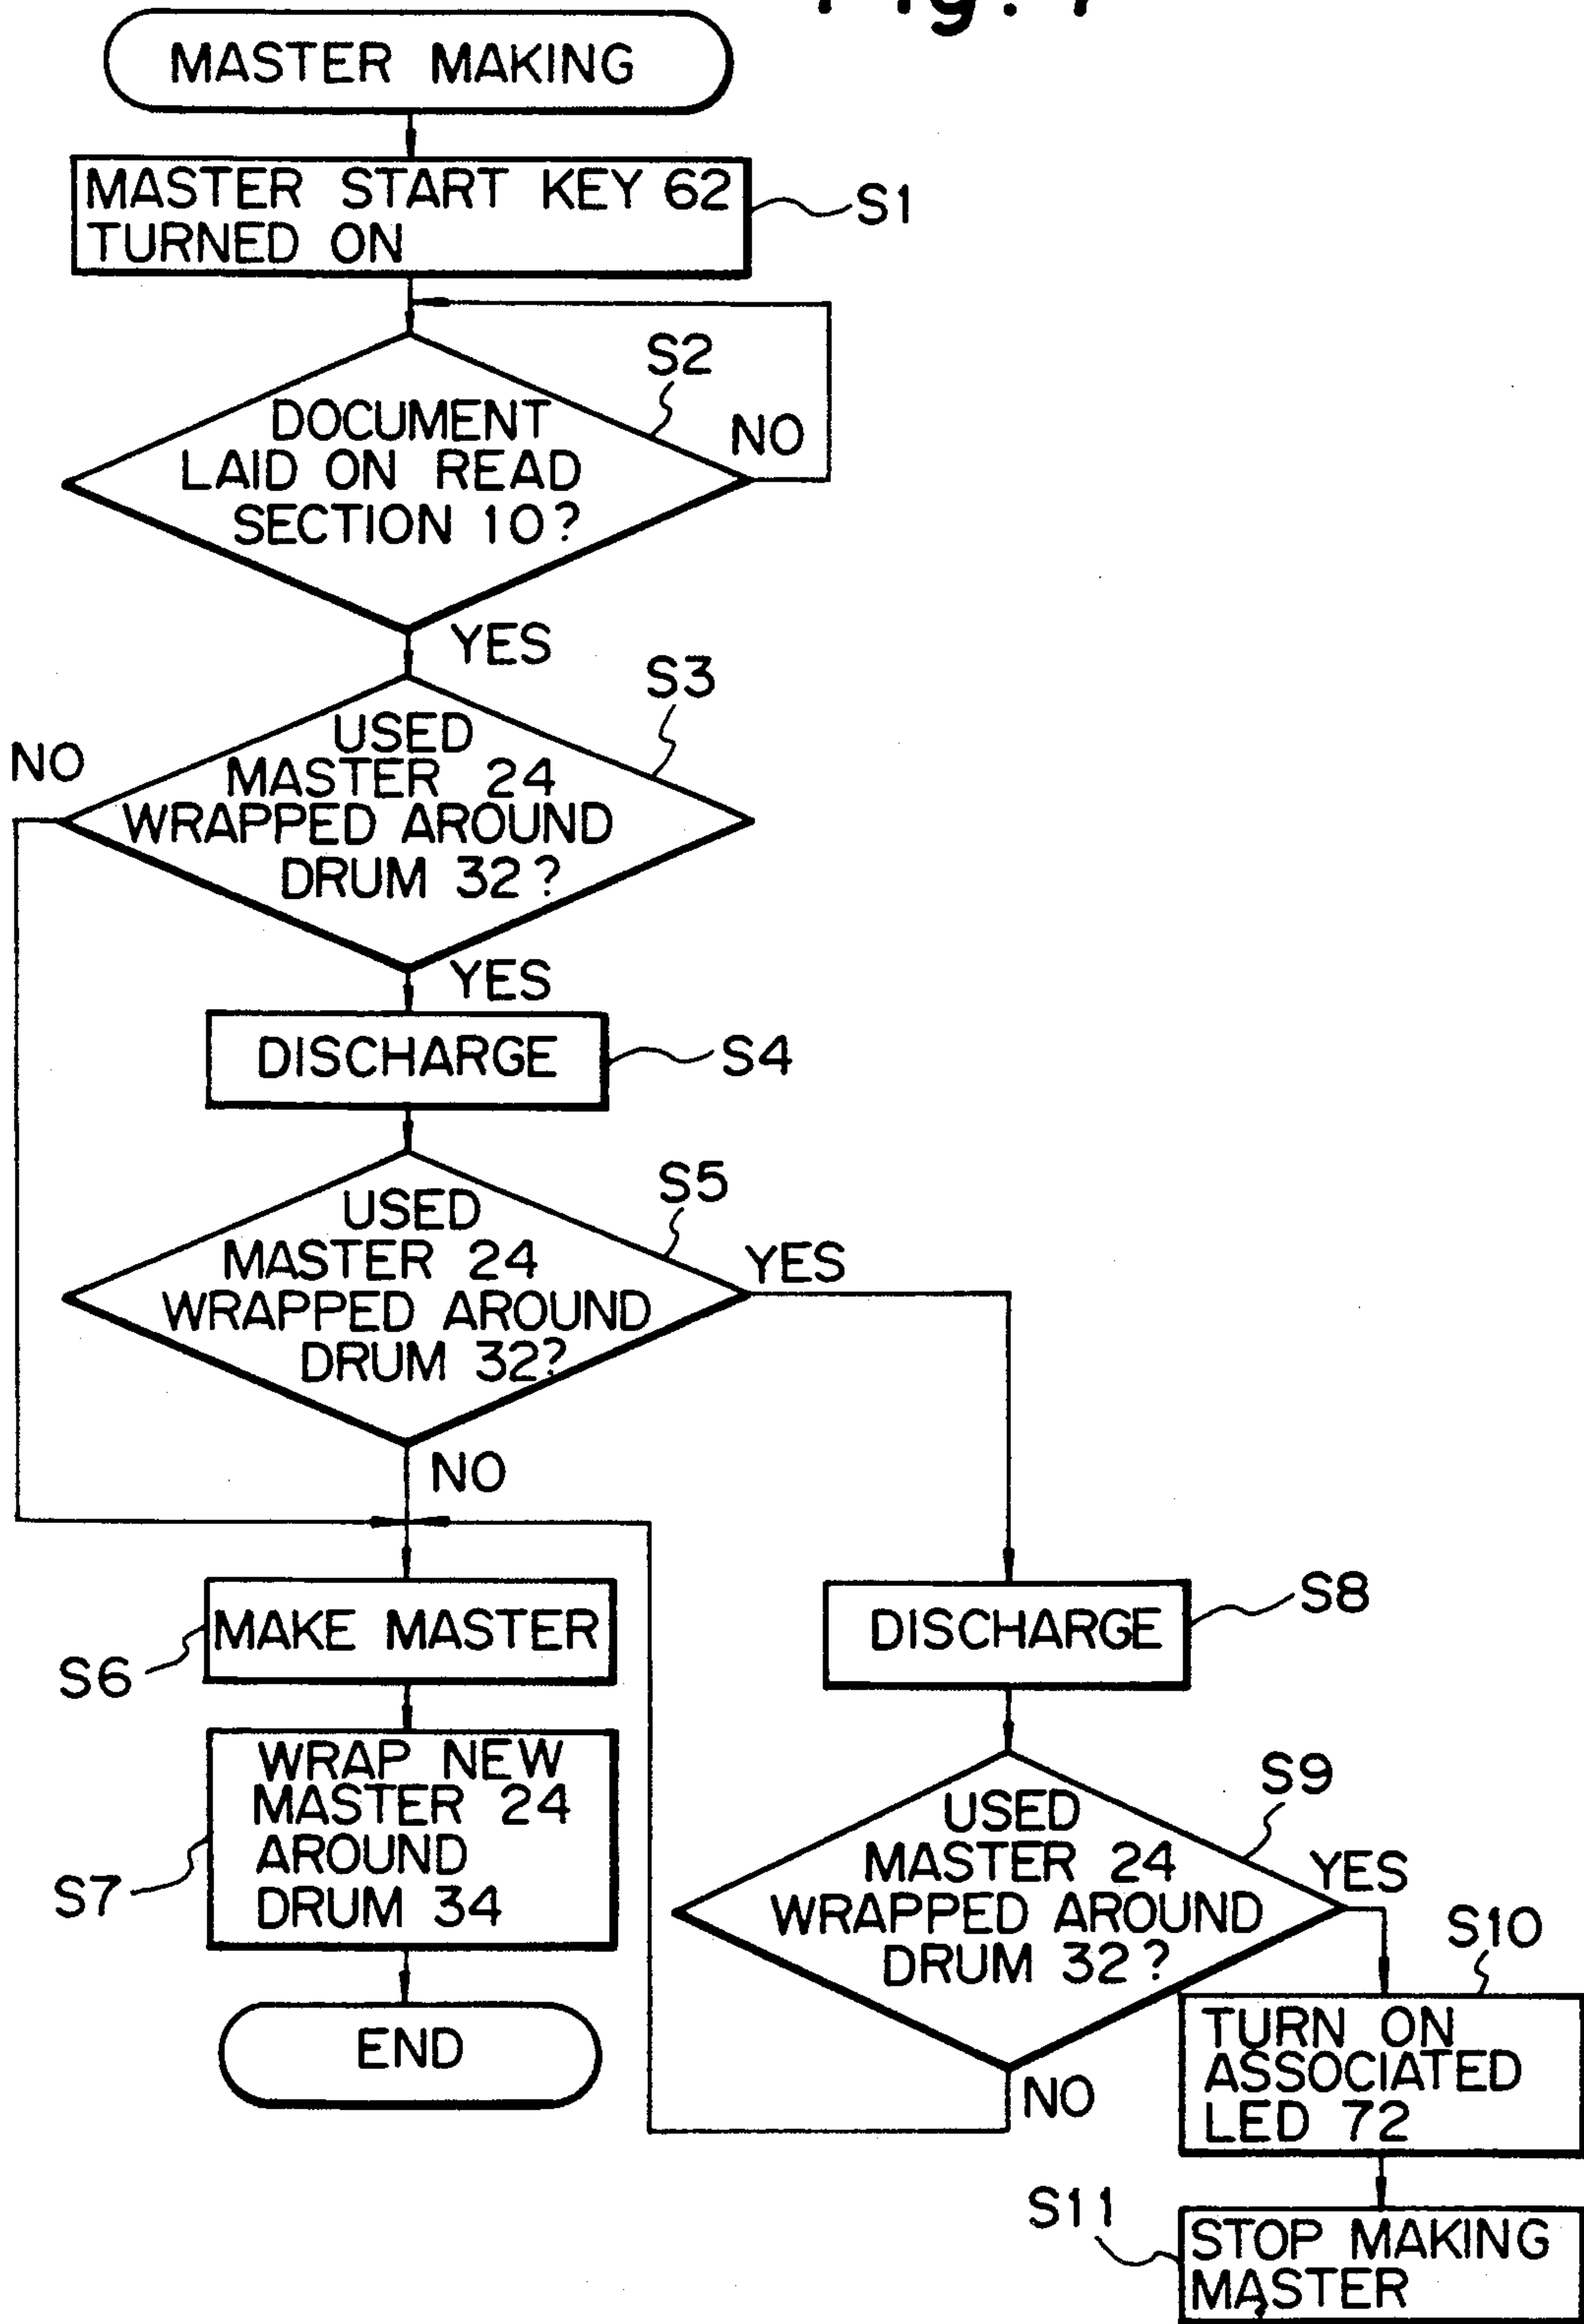 MASTER MAKING
MASTER START KEY 62
TURNED ON
S1
S2
DOCUMENT
LAID ON READ
SECTION 10?
NO
YES
S3
USED
MASTER 24
WRAPPED AROUND
DRUM 32?
NO
YES
DISCHARGE
S4
S5
USED
MASTER 24
WRAPPED AROUND
DRUM 32?
YES
NO
MAKE MASTER
S6
WRAP NEW
MASTER 24
AROUND
DRUM 34
S7
END
DISCHARGE
S8
S9
USED
MASTER 24
WRAPPED AROUND
DRUM 32?
YES
NO
S10
TURN ON
ASSOCIATED
LED 72
S11
STOP MAKING
MASTER